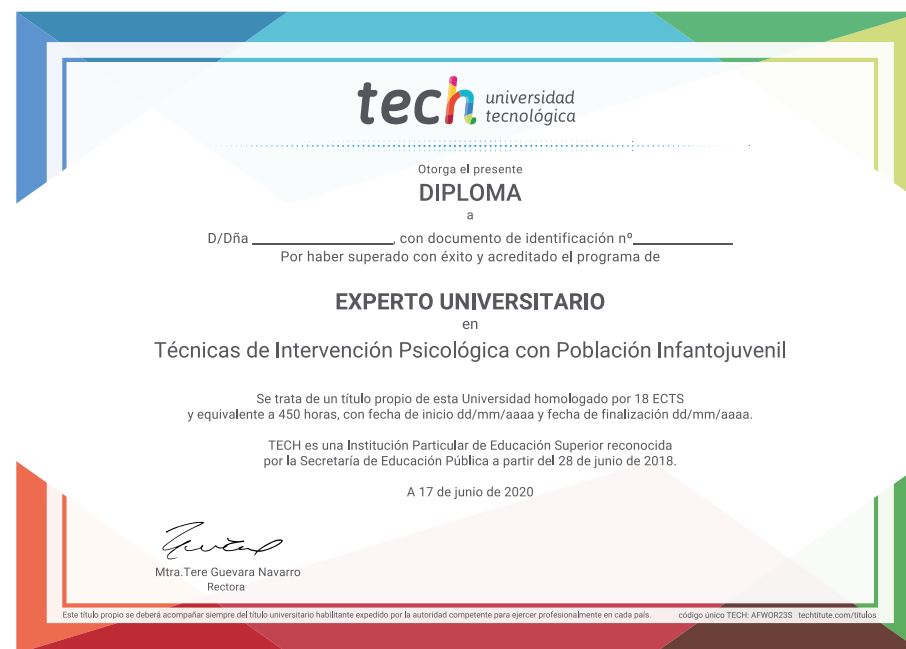 tech universidad
tecnológica
Otorga el presente
DIPLOMA
a
D/Dña ____________, con documento de identificación nº____________
Por haber superado con éxito y acreditado el programa de
EXPERTO UNIVERSITARIO
en
Técnicas de Intervención Psicológica con Población Infantojuvenil
Se trata de un título propio de esta Universidad homologado por 18 ECTS
y equivalente a 450 horas, con fecha de inicio dd/mm/aaaa y fecha de finalización dd/mm/aaaa.
TECH es una Institución Particular de Educación Superior reconocida
por la Secretaría de Educación Pública a partir del 28 de junio de 2018.
A 17 de junio de 2020
Mtra.Tere Guevara Navarro
Rectora
Este título propio se deberá acompañar siempre del título universitario habilitante expedido por la autoridad competente para ejercer profesionalmente en cada país. código único TECH: AFWOR23S techtitute.com/titulos